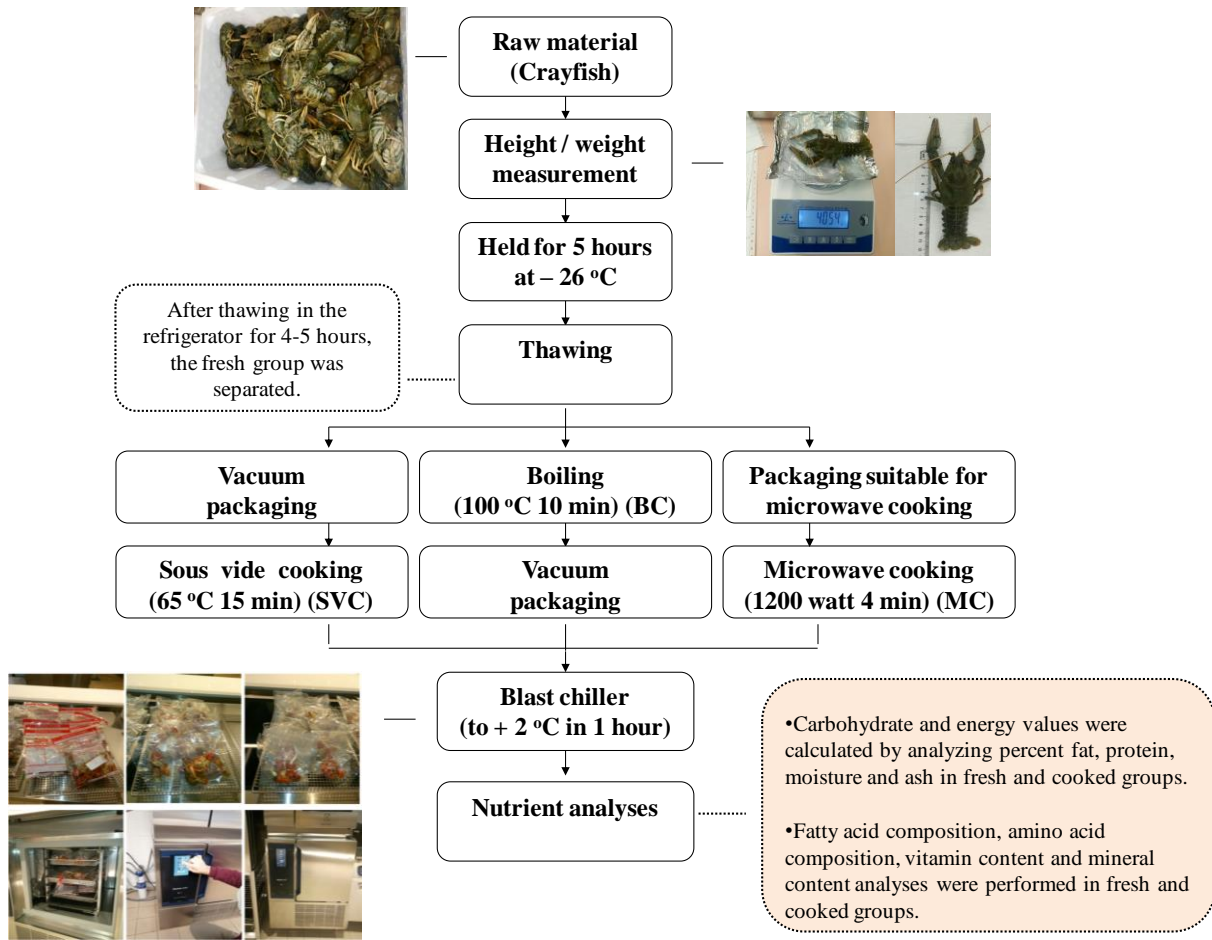 Raw material
(Crayfish)
Height / weight
measurement
4054
Held for 5 hours
at – 26 ᵒC
After thawing in the
refrigerator for 4-5 hours,
the fresh group was
separated.
Thawing
Vacuum
packaging
Boiling
(100 ᵒC 10 min) (BC)
Packaging suitable for
microwave cooking
Sous vide cooking
(65 ᵒC 15 min) (SVC)
Vacuum
packaging
Microwave cooking
(1200 watt 4 min) (MC)
Blast chiller
(to + 2 ᵒC in 1 hour)
Nutrient analyses
•Carbohydrate and energy values were
calculated by analyzing percent fat, protein,
moisture and ash in fresh and cooked groups.
•Fatty acid composition, amino acid
composition, vitamin content and mineral
content analyses were performed in fresh and
cooked groups.